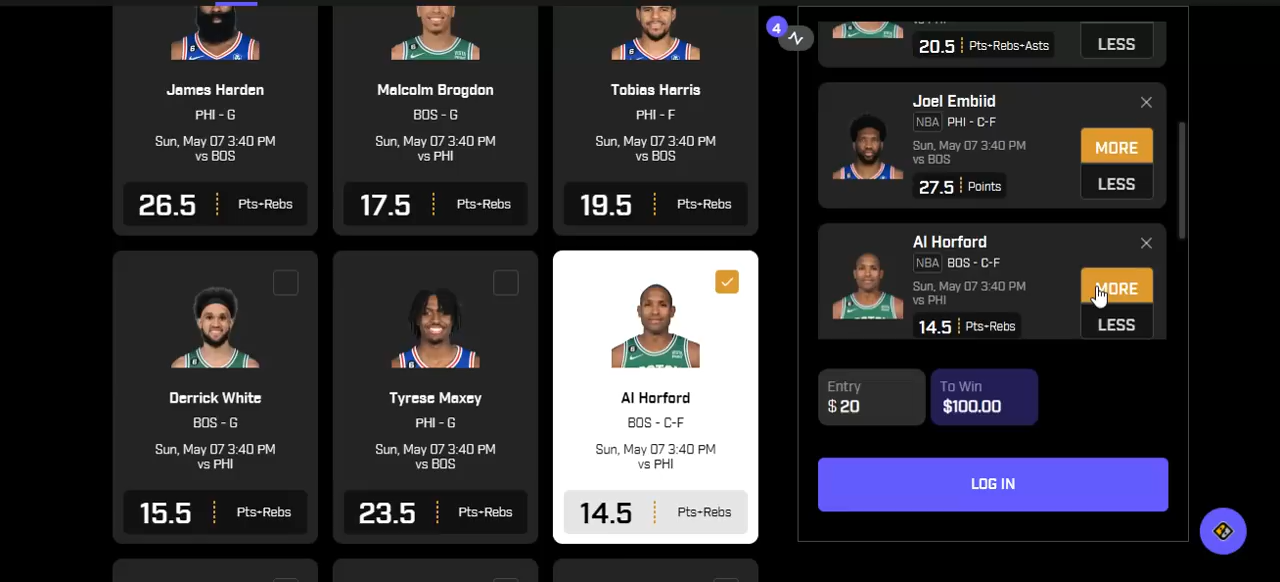 James Harden
PHI - G
Sun, May 07 3:40 PM
vs BOS
26.5
Pts+Rebs
Malcolm Brogdon
BOS - G
Sun, May 07 3:40 PM
vs PHI
17.5
Pts+Rebs
Tobias Harris
PHI - F
Sun, May 07 3:40 PM
vs BOS
19.5
Pts+Rebs
Derrick White
BOS - G
Sun, May 07 3:40 PM
vs PHI
15.5
Pts+Rebs
Tyrese Maxey
PHI - G
Sun, May 07 3:40 PM
vs BOS
23.5
Pts+Rebs
Al Horford
BOS - C-F
Sun, May 07 3:40 PM
vs PHI
14.5
Pts+Rebs
4
20.5 Pts+Rebs+Asts
LESS
Joel Embiid
NBA PHI - C-F
Sun, May 07 3:40 PM
vs BOS
27.5 Points
MORE
LESS
Al Horford
NBA BOS - C-F
Sun, May 07 3:40 PM
vs PHI
14.5 Pts+Rebs
MORE
LESS
Entry
$ 20
To Win
$100.00
LOG IN